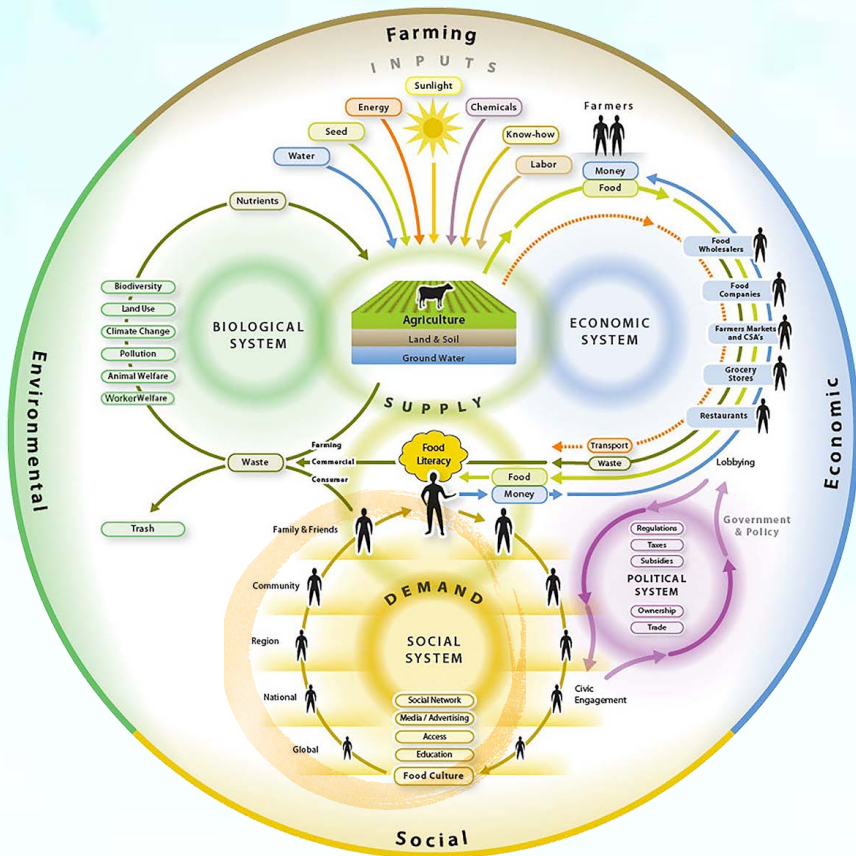 Farming
INPUTS
Sunlight
Energy
Chemicals
Seed
Know-how
Water
Labor
Farmers
Money
Food
Nutrients
Food
Wholesalers
Food
Companies
Farmers Markets
and CSA's
Grocery
Stores
Restaurants
Biodiversity
Land Use
Climate Change
Pollution
Animal Welfare
Worker Welfare
BIOLOGICAL
SYSTEM
Agriculture
Land & Soil
Ground Water
ECONOMIC
SYSTEM
Environmental
Economic
SUPPLY
Farming
Commercial
Consumer
Waste
Trash
Food
Literacy
Transport
Waste
Food
Money
Lobbying
Government
& Policy
Regulations
Taxes
Subsidies
POLITICAL
SYSTEM
Ownership
Trade
Civic
Engagement
Family & Friends
Community
Region
National
Global
DEMAND
SOCIAL
SYSTEM
Social Network
Media / Advertising
Access
Education
Food Culture
Social